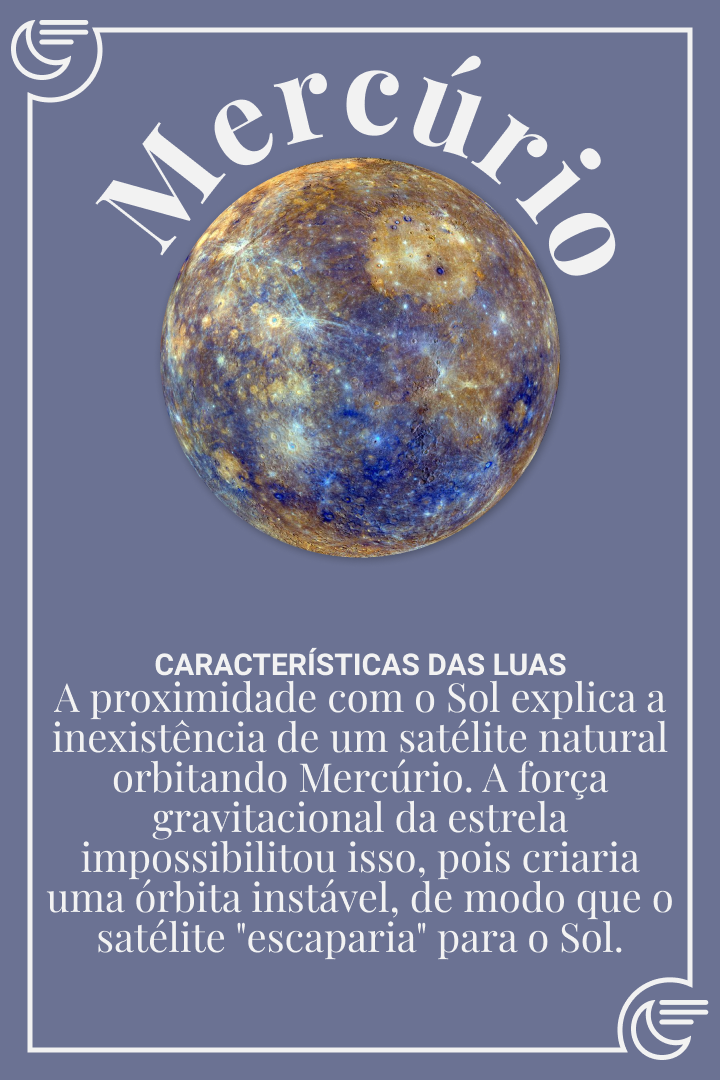 Mercúrio
CARACTERÍSTICAS DAS LUAS
A proximidade com o Sol explica a
inexistência de um satélite natural
orbitando Mercúrio. A força
gravitacional da estrela
impossibilitou isso, pois criaria
uma órbita instável, de modo que o
satélite "escaparia" para o Sol.